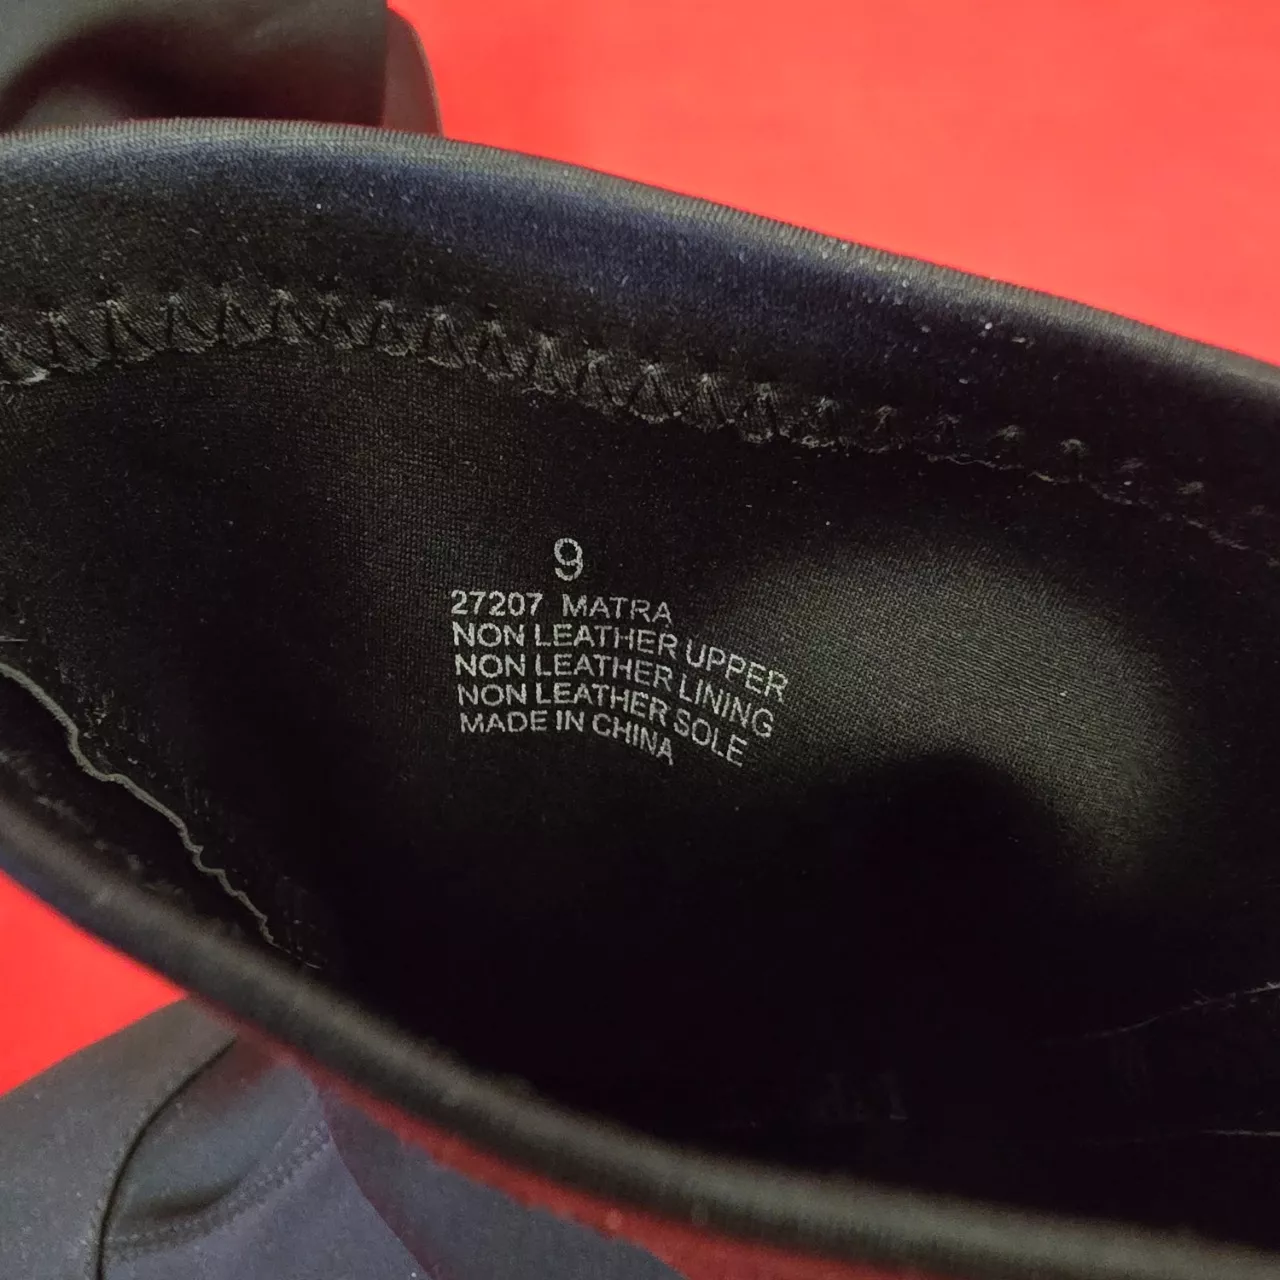 9
27207 MATRA
NON LEATHER UPPER
NON LEATHER LINING
NON LEATHER SOLE
MADE IN CHINA